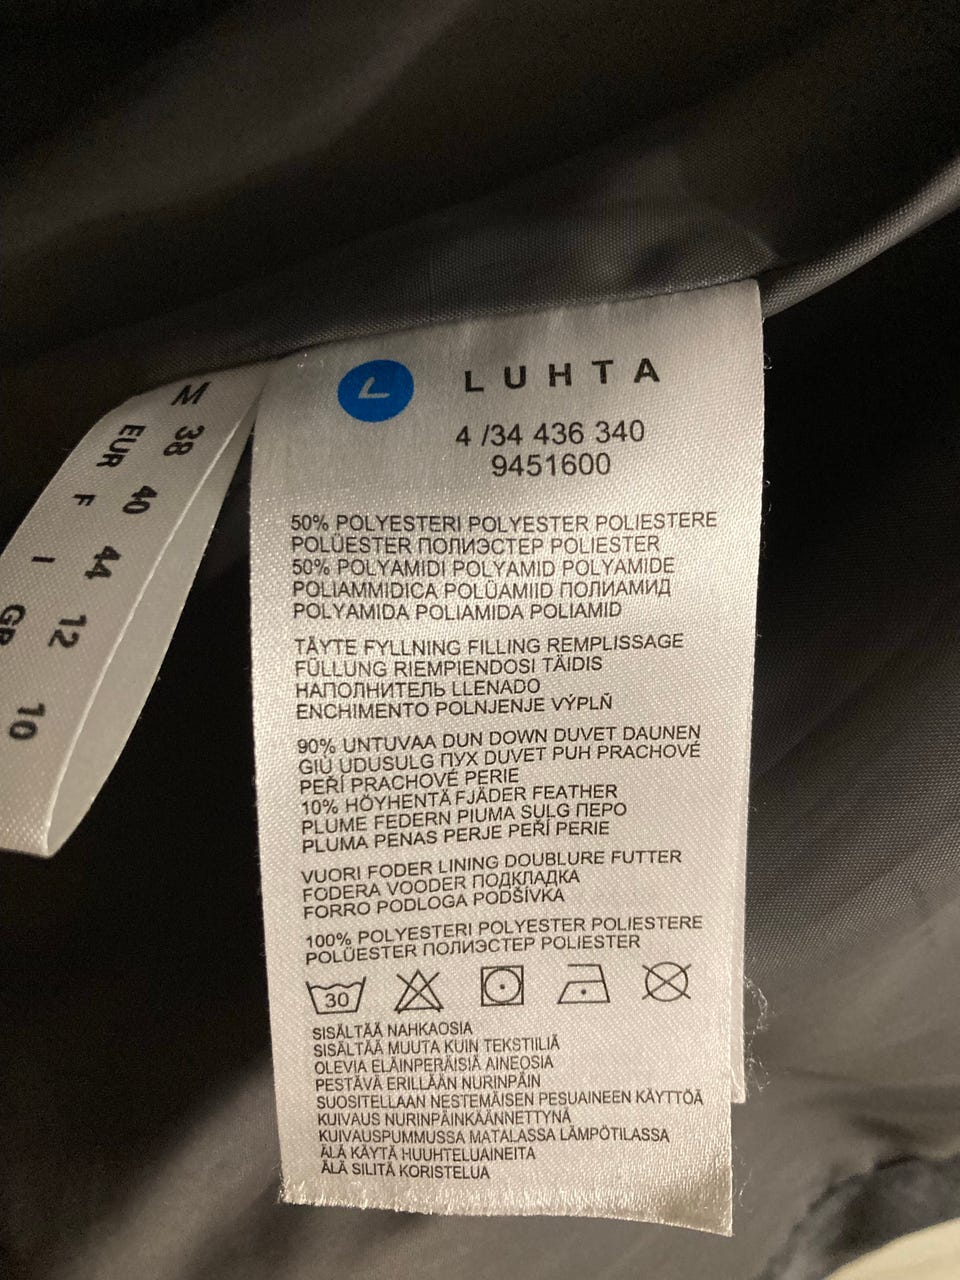 M
38 40 44 12 10
EUR F I GB
LUHTA
4 /34 436 340
9451600
50% POLYESTERI POLYESTER POLIESTERE
POLÜESTER ПОЛИЭСТЕР POLIESTER
50% POLYAMIDI POLYAMID POLYAMIDE
POLIAMMIDICA POLÜAMIID ПОЛИАМИД
POLYAMIDA POLIAMIDA POLIAMID
TÄYTE FYLLNING FILLING REMPLISSAGE
FÜLLUNG RIEMPIENDOSI TÄIDIS
НАПОЛНИТЕЛЬ LLENADO
ENCHIMENTO POLNJENJE VÝPLŇ
90% UNTUVAA DUN DOWN DUVET DAUNEN
GIÚ UDUSULG ПУХ DUVET PUH PRACHOVÉ
PEŘÍ PRACHOVÉ PERIE
10% HÖYHENTÄ FJÄDER FEATHER
PLUME FEDERN PIUMA SULG ПЕРО
PLUMA PENAS PERJE PEŘÍ PERIE
VUORI FODER LINING DOUBLURE FUTTER
FODERA VOODER ПОДКЛАДКА
FORRO PODLOGA PODŠÍVKA
100% POLYESTERI POLYESTER POLIESTERE
POLÜESTER ПОЛИЭСТЕР POLIESTER
30
SISÄLTÄÄ NAHKAOSIA
SISÄLTÄÄ MUUTA KUIN TEKSTIILIÄ
OLEVIA ELÄINPERÄISIÄ AINEOSIA
PESTÄVÄ ERILLÄÄN NURINPÄIN
SUOSITELLAAN NESTEMÄISEN PESUAINEEN KÄYTTÖÄ
KUIVAUS NURINPÄINKÄÄNNETTYNÄ
KUIVAUSPUMMUSSA MATALASSA LÄMPÖTILASSA
ÄLÄ KÄYTÄ HUUHTELUAINEITA
ÄLÄ SILITÄ KORISTELUA